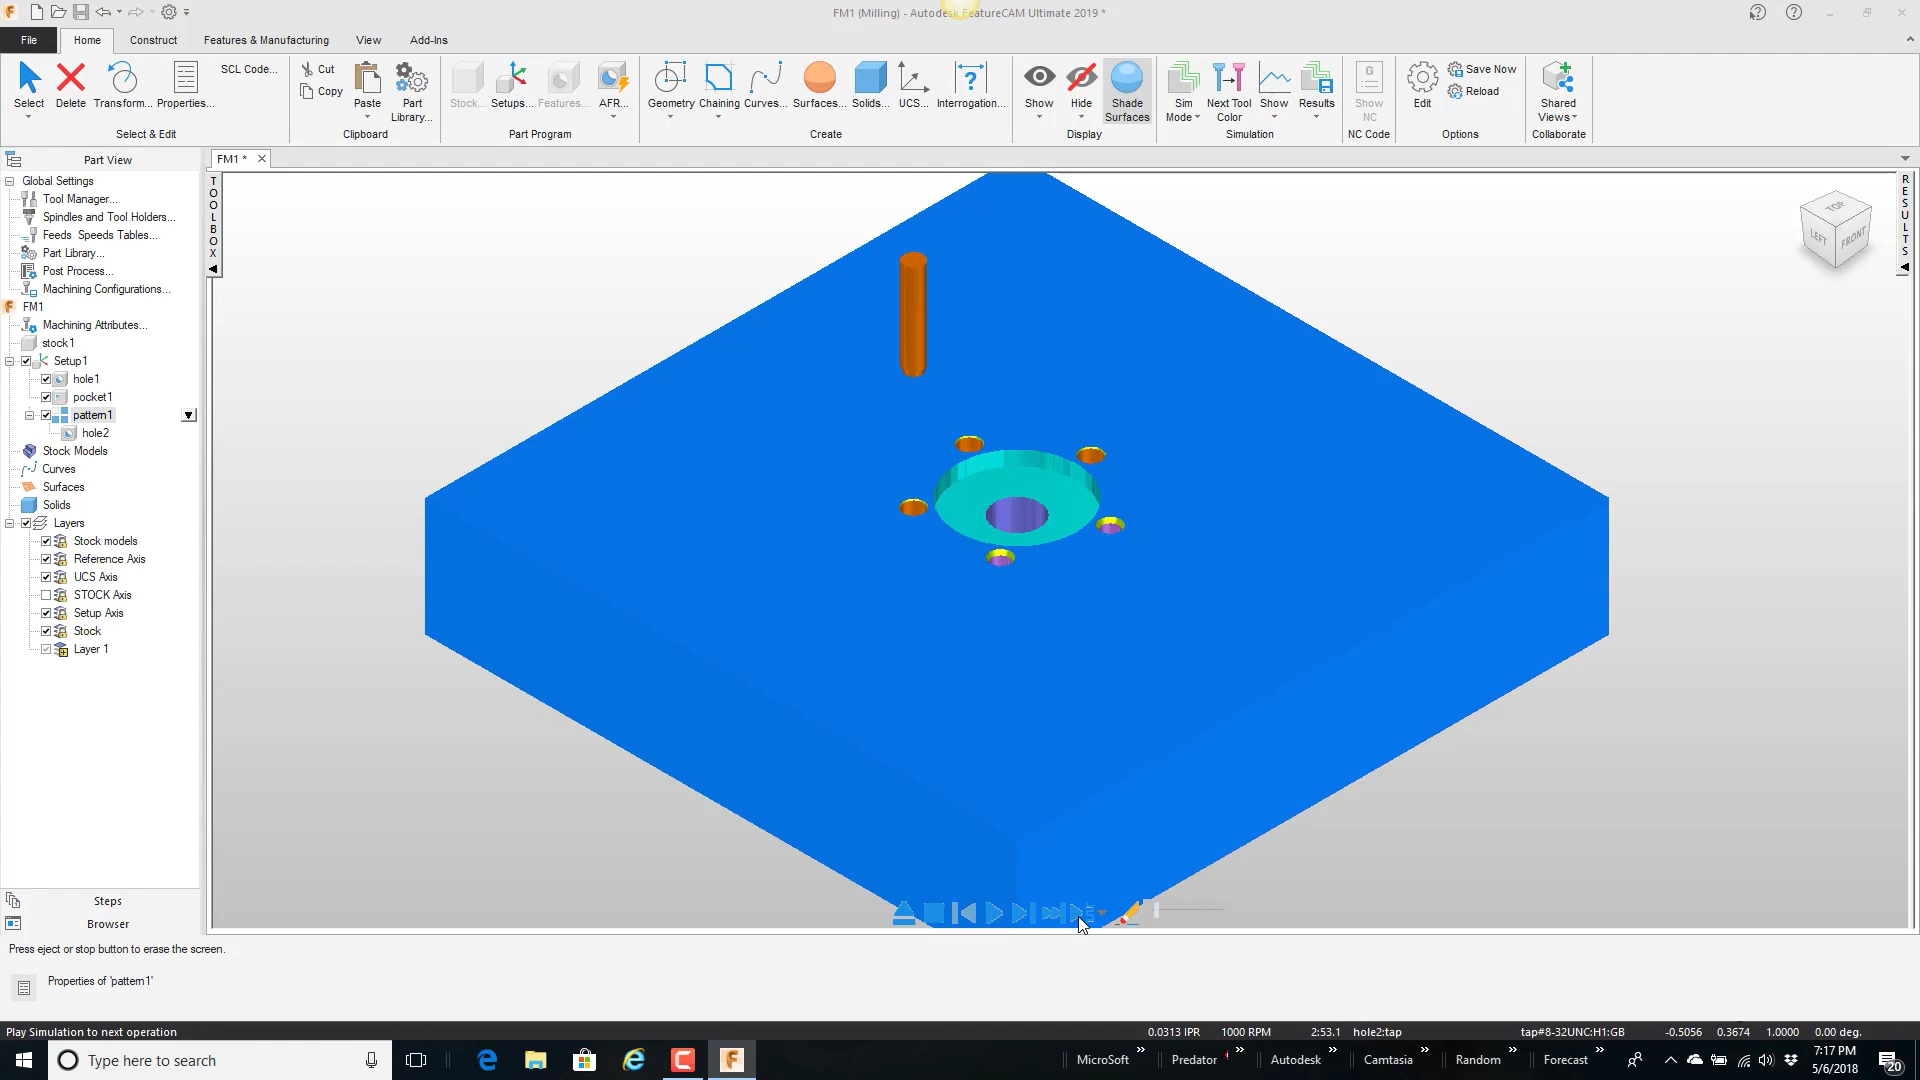 FM1 (Milling) - Autodesk FeatureCAM Ultimate 2019 *
File Home Construct Features & Manufacturing View Add-Ins
Select Delete Transform... Properties... SCL Code...
Cut Copy Paste Part Library...
Stock... Setups... Features... AFR...
Geometry Chaining Curves... Surfaces... Solids... UCS... Interrogation...
Show Hide Shade Surfaces
Sim Mode Next Tool Color Show Results
G Show NC
Edit Save Now Reload
Shared Views
Select & Edit Clipboard Part Program Create Display Simulation NC Code Options Collaborate
Part View
FM1 *
Global Settings
Tool Manager...
Spindles and Tool Holders...
Feeds Speeds Tables...
Part Library...
Post Process...
Machining Configurations...
FM1
Machining Attributes...
stock1
Setup1
hole1
pocket1
pattern1
hole2
Stock Models
Curves
Surfaces
Solids
Layers
Stock models
Reference Axis
UCS Axis
STOCK Axis
Setup Axis
Stock
Layer 1
Steps
Browser
TOOLBOX
TOP
LEFT FRONT
RESULTS
Press eject or stop button to erase the screen.
Properties of 'pattern1'
Play Simulation to next operation 0.0313 IPR 1000 RPM 2:53.1 hole2:tap tap#8-32UNC:H1:GB -0.5056 0.3674 1.0000 0.00 deg.
Type here to search
MicroSoft » Predator » Autodesk » Camtasia » Random » Forecast »
7:17 PM
5/6/2018
20